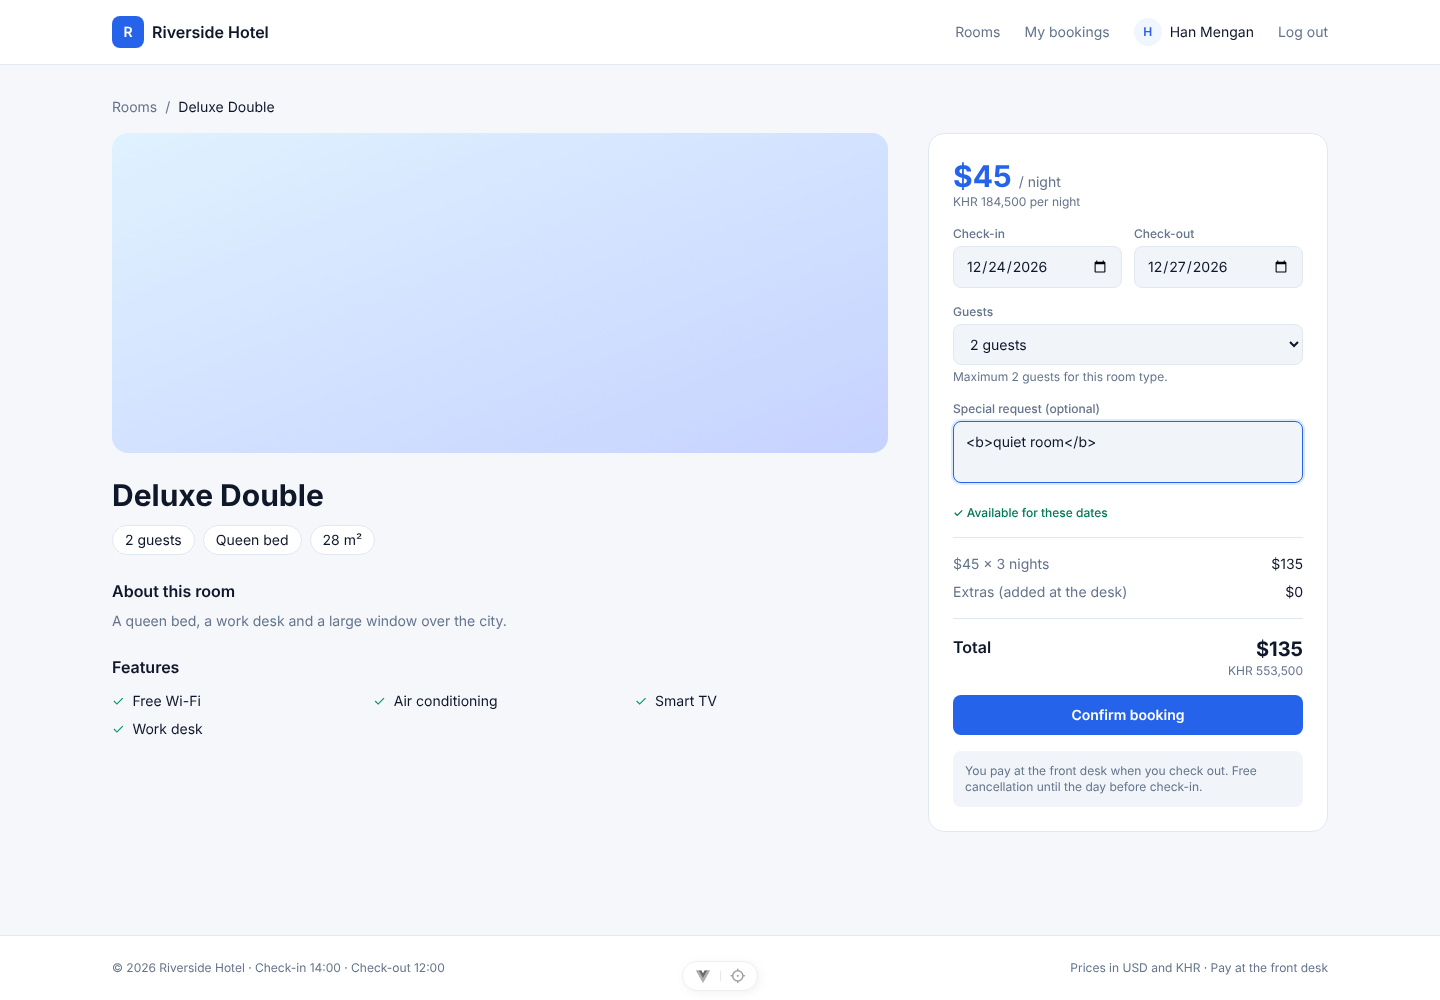 R Riverside Hotel
Rooms My bookings H Han Mengan Log out
Rooms / Deluxe Double
Deluxe Double
2 guests Queen bed 28 m²
About this room
A queen bed, a work desk and a large window over the city.
Features
✓ Free Wi-Fi ✓ Air conditioning ✓ Smart TV
✓ Work desk
$45 / night
KHR 184,500 per night
Check-in Check-out
12/24/2026 12/27/2026
Guests
2 guests
Maximum 2 guests for this room type.
Special request (optional)
<b>quiet room</b>
✓ Available for these dates
$45 × 3 nights $135
Extras (added at the desk) $0
Total $135
KHR 553,500
Confirm booking
You pay at the front desk when you check out. Free
cancellation until the day before check-in.
© 2026 Riverside Hotel · Check-in 14:00 · Check-out 12:00
Prices in USD and KHR · Pay at the front desk